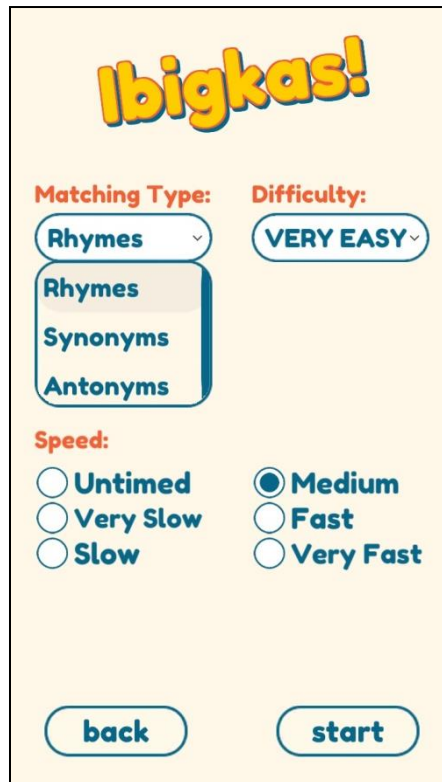 Ibigkas!
Matching Type: Difficulty:
Rhymes VERY EASY
Rhymes
Synonyms
Antonyms
Speed:
Untimed Medium
Very Slow Fast
Slow Very Fast
back start